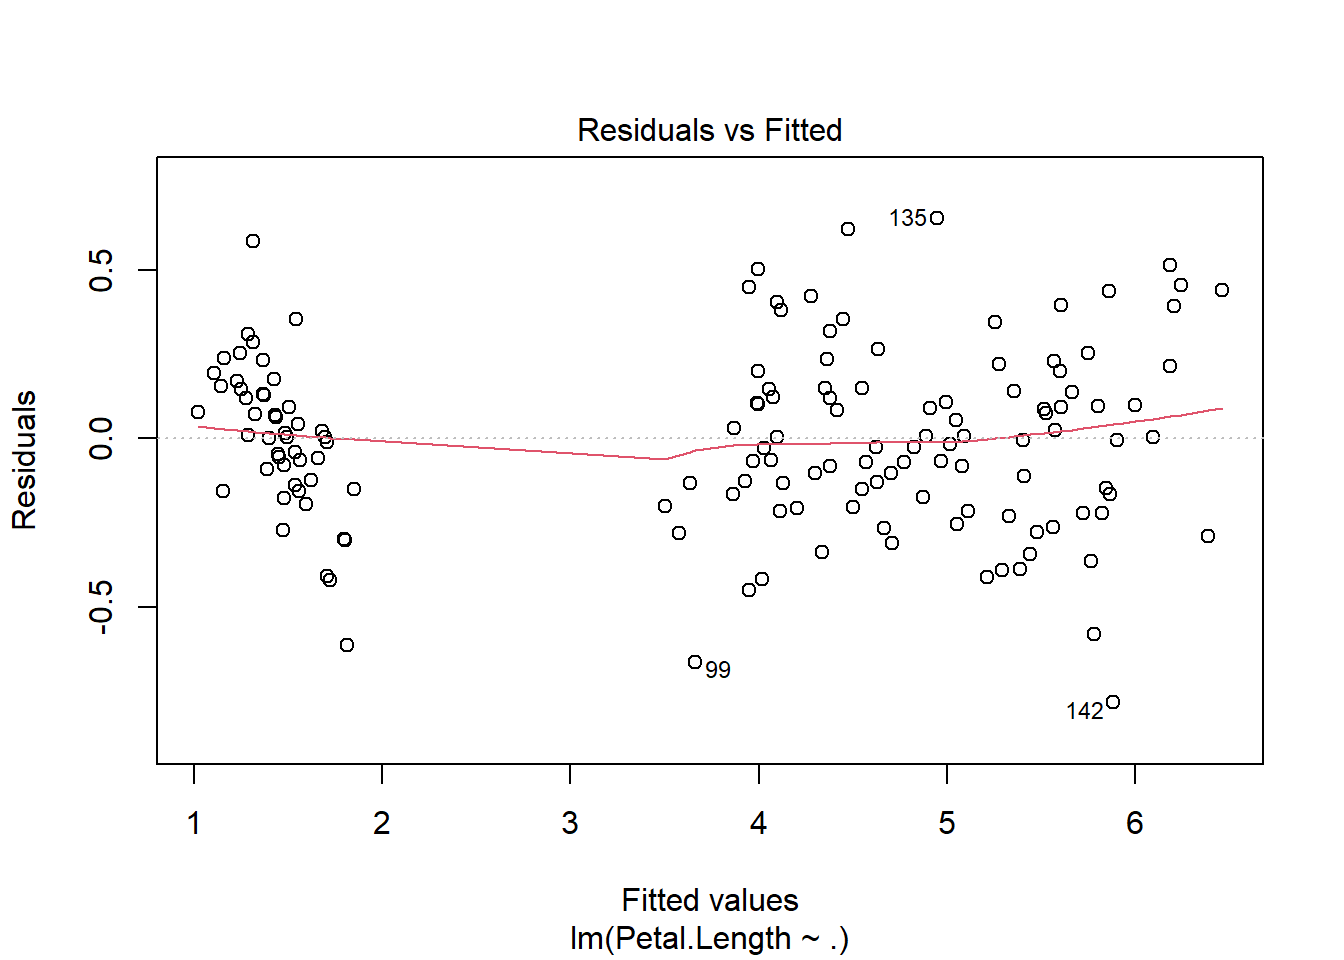 Residuals vs Fitted
Residuals
0.5
0.0
-0.5
135
99
142
1 2 3 4 5 6
Fitted values
lm(Petal.Length ~ .)